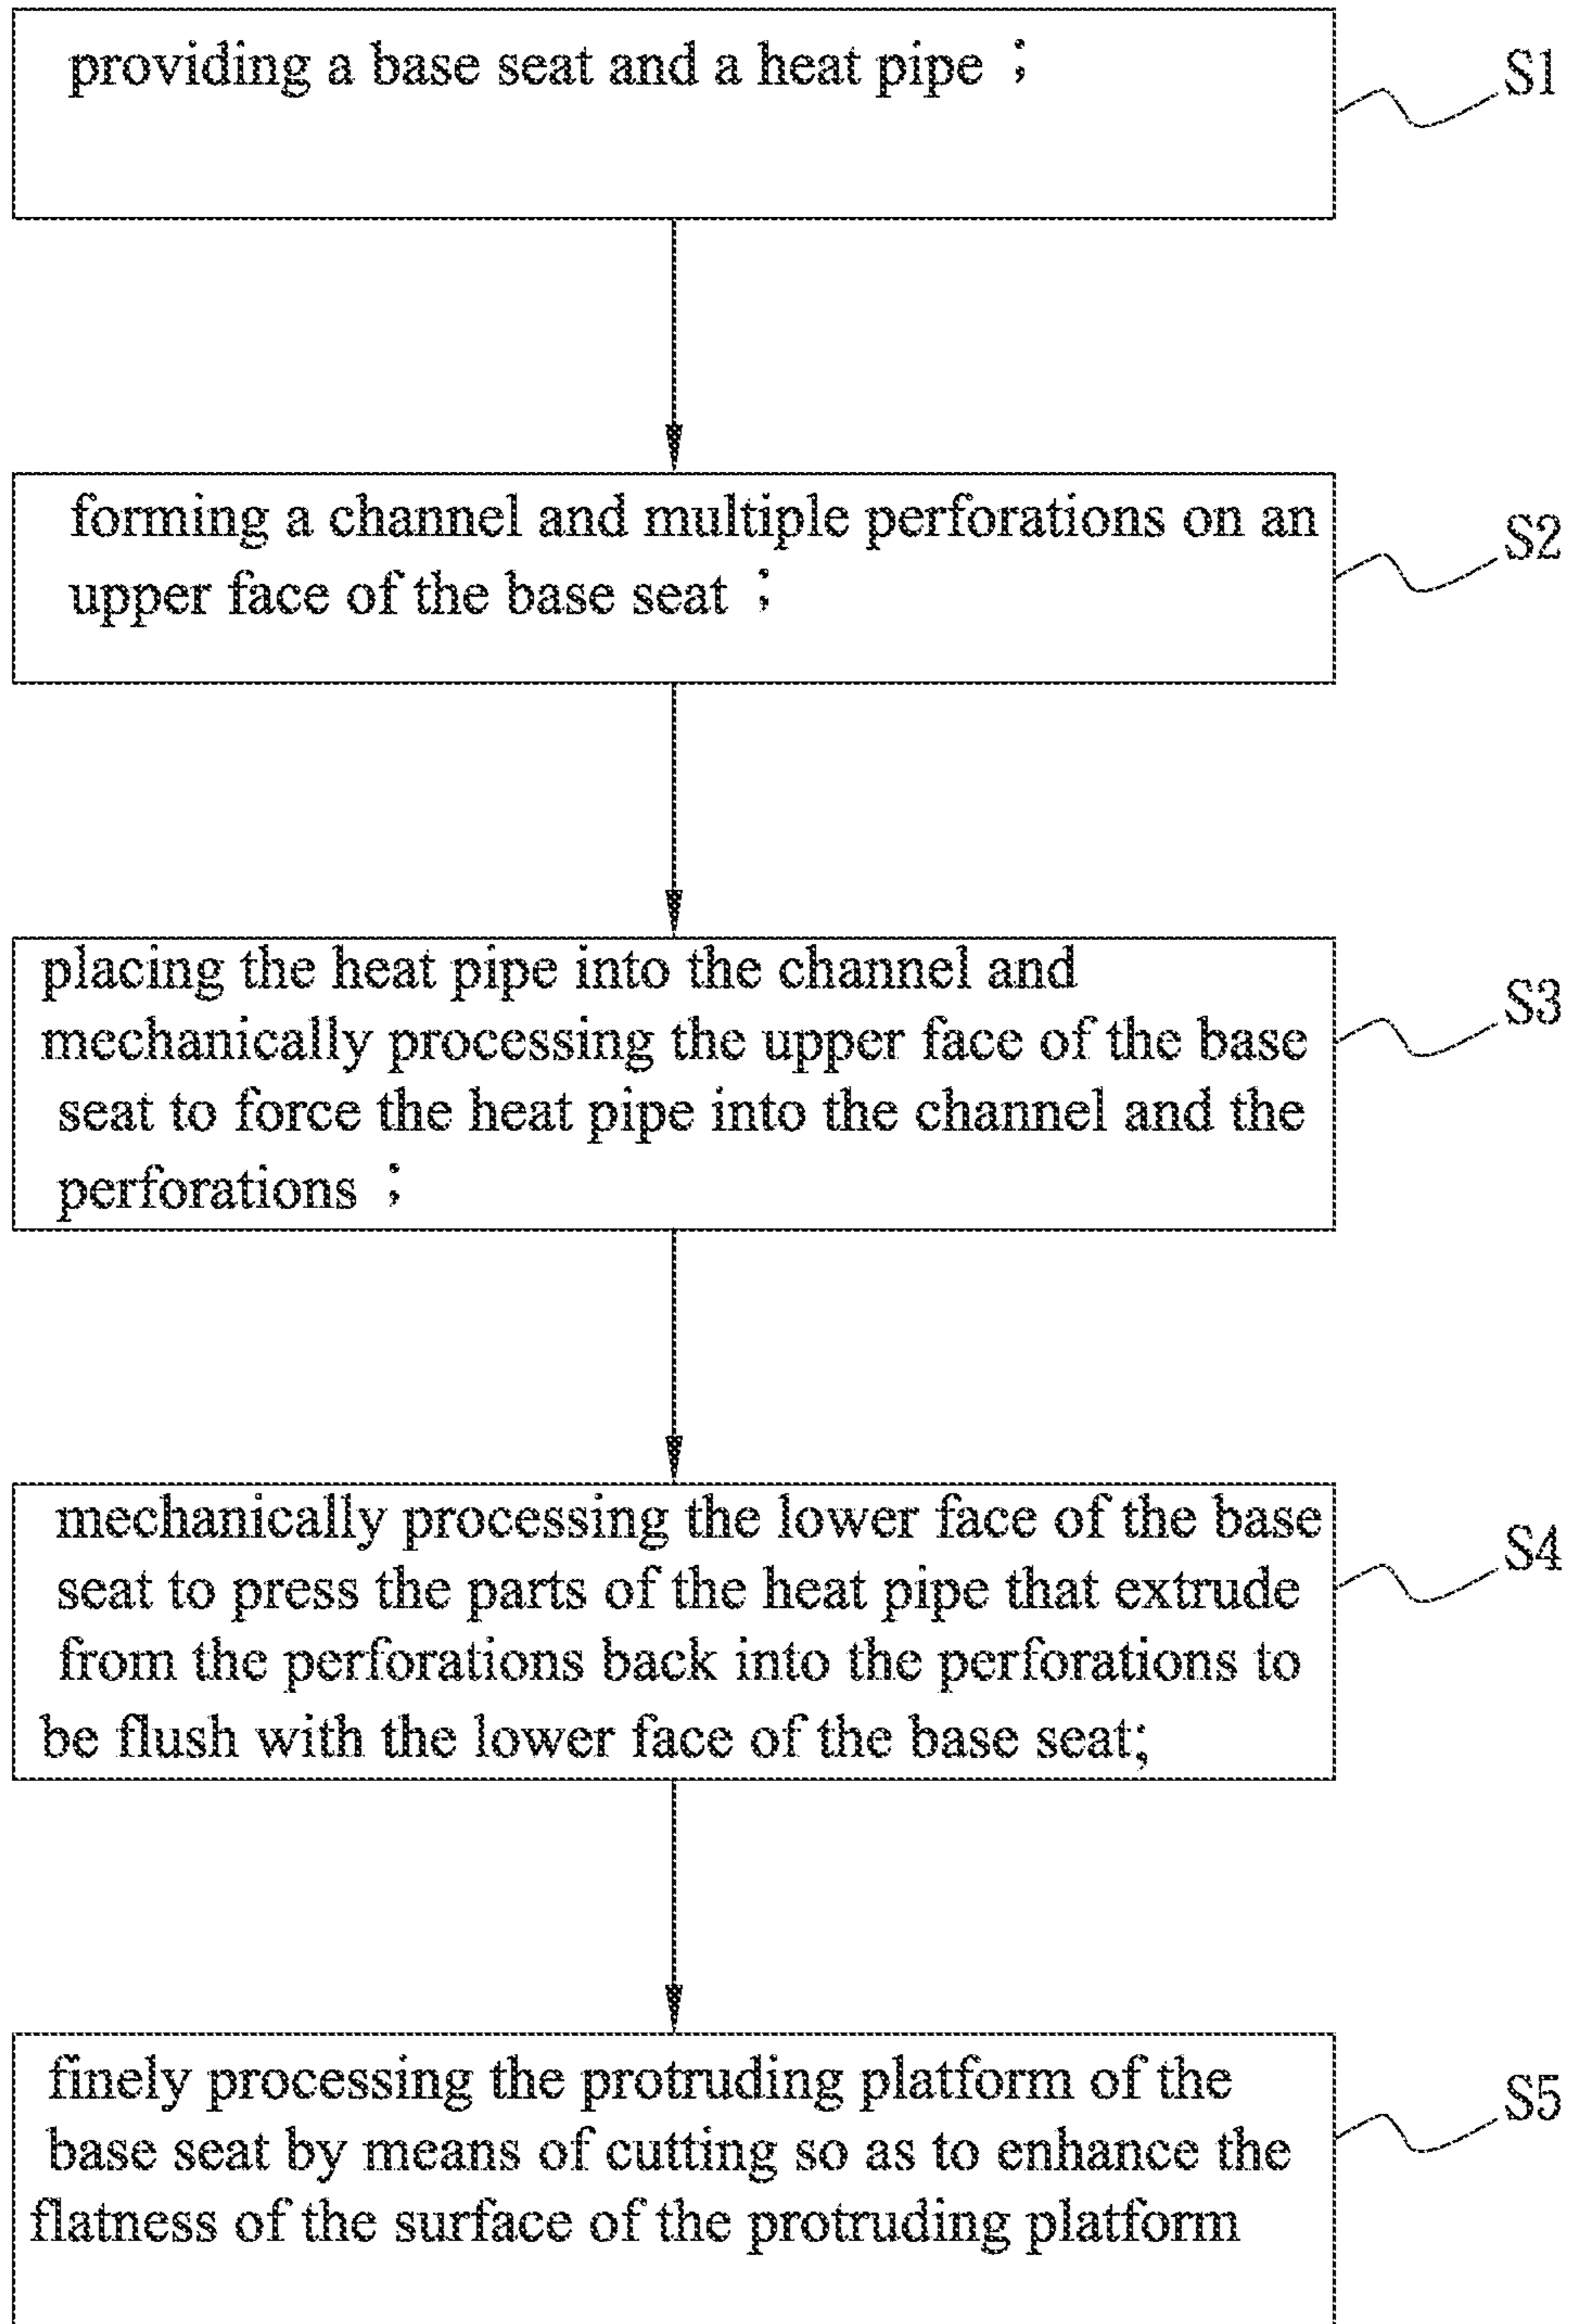 providing a base seat and a heat pipe ;
S1
forming a channel and multiple perforations on an
upper face of the base seat ;
S2
placing the heat pipe into the channel and
mechanically processing the upper face of the base
seat to force the heat pipe into the channel and the
perforations ;
S3
mechanically processing the lower face of the base
seat to press the parts of the heat pipe that extrude
from the perforations back into the perforations to
be flush with the lower face of the base seat;
S4
finely processing the protruding platform of the
base seat by means of cutting so as to enhance the
flatness of the surface of the protruding platform
S5